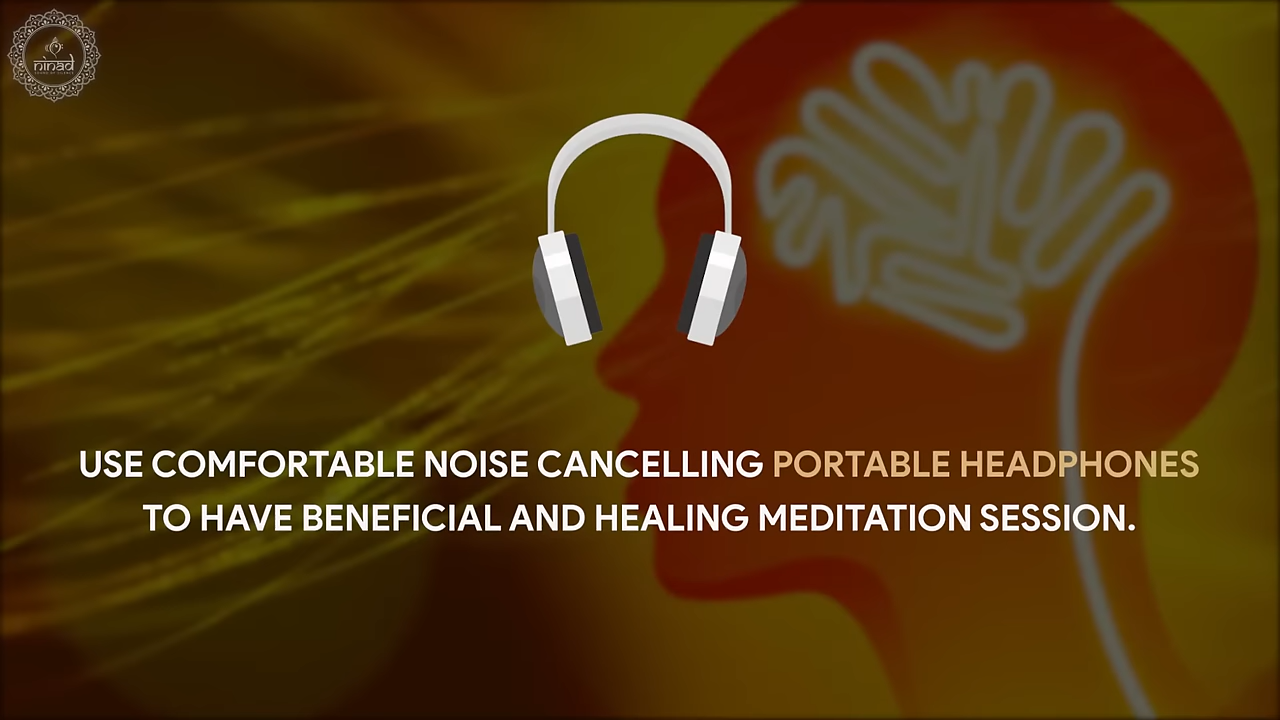 ninad
USE COMFORTABLE NOISE CANCELLING PORTABLE HEADPHONES
TO HAVE BENEFICIAL AND HEALING MEDITATION SESSION.